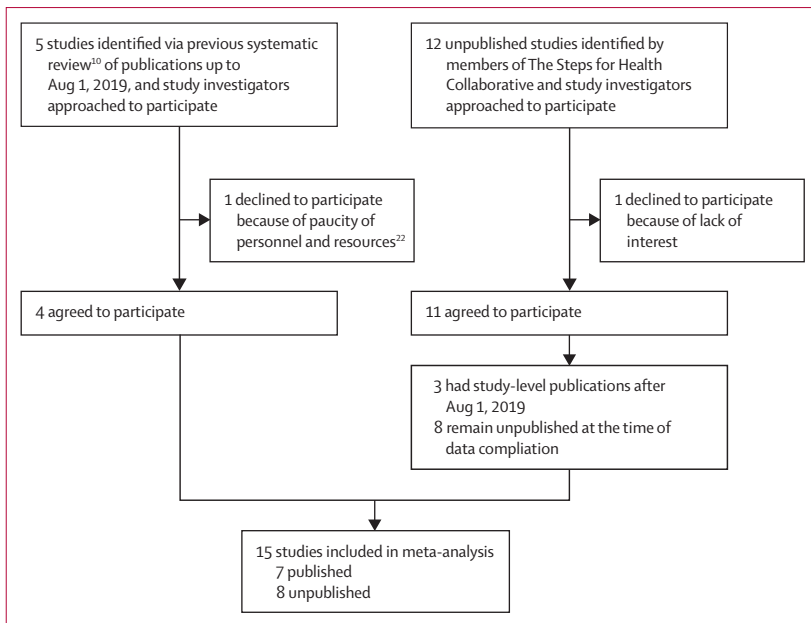 5 studies identified via previous systematic
review¹⁰ of publications up to
Aug 1, 2019, and study investigators
approached to participate
12 unpublished studies identified by
members of The Steps for Health
Collaborative and study investigators
approached to participate
1 declined to participate
because of paucity of
personnel and resources²²
1 declined to participate
because of lack of
interest
4 agreed to participate
11 agreed to participate
3 had study-level publications after
Aug 1, 2019
8 remain unpublished at the time of
data compliation
15 studies included in meta-analysis
7 published
8 unpublished